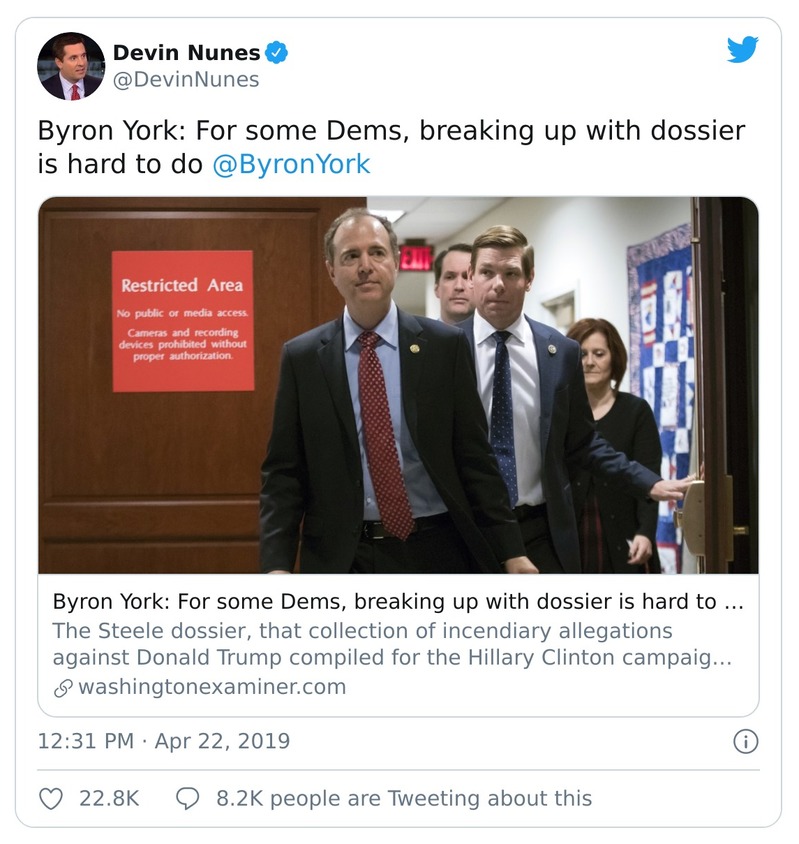 Devin Nunes
@DevinNunes
Byron York: For some Dems, breaking up with dossier
is hard to do @ByronYork
Restricted Area
No public or media access.
Cameras and recording
devices prohibited without
proper authorization.
EXIT
Byron York: For some Dems, breaking up with dossier is hard to ...
The Steele dossier, that collection of incendiary allegations
against Donald Trump compiled for the Hillary Clinton campaig...
washingtonexaminer.com
12:31 PM · Apr 22, 2019
22.8K 8.2K people are Tweeting about this